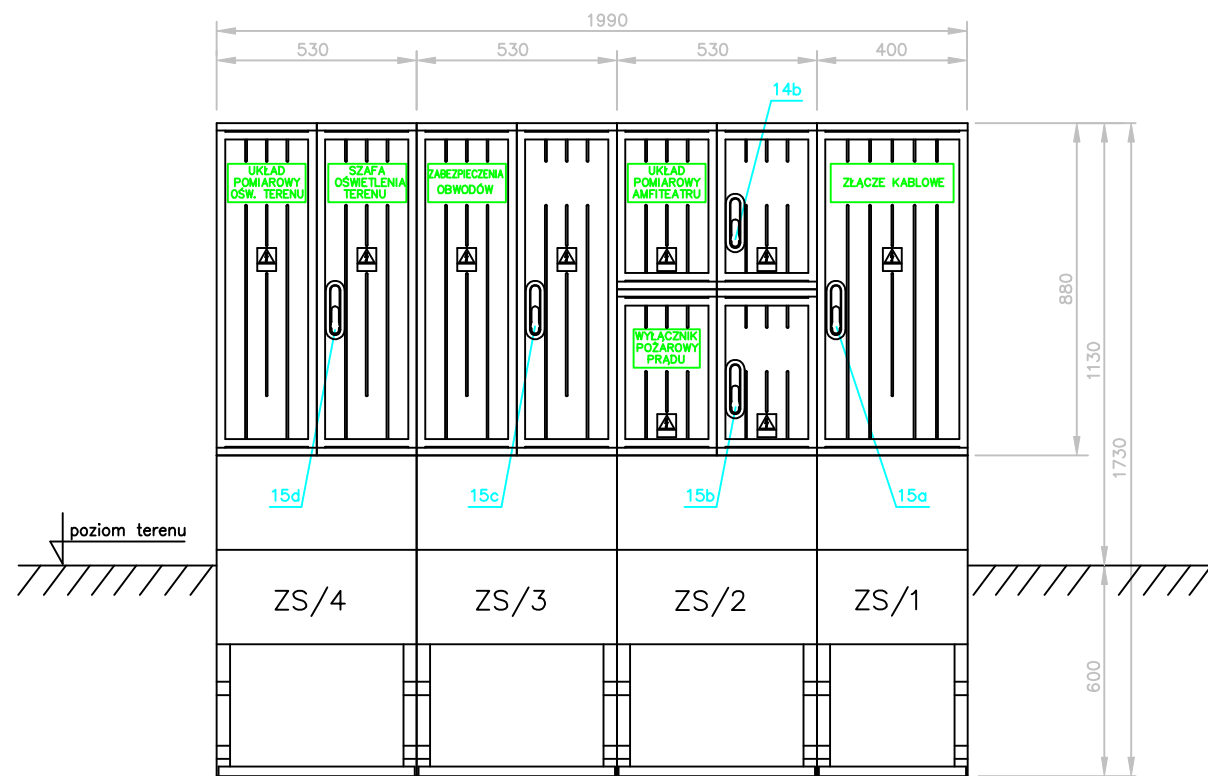 1990
530
530
530
400
14b
UKŁAD
POMIAROWY
OŚW. TERENU
SZAFA
OŚWIETLENIA
TERENU
ZABEZPIECZENIA
OBWODÓW
UKŁAD
POMIAROWY
AMFITEATRU
ZŁĄCZE KABLOWE
WYŁĄCZNIK
POŻAROWY
PRĄDU
880
1130
1730
15d
15c
15b
15a
poziom terenu
ZS/4
ZS/3
ZS/2
ZS/1
600